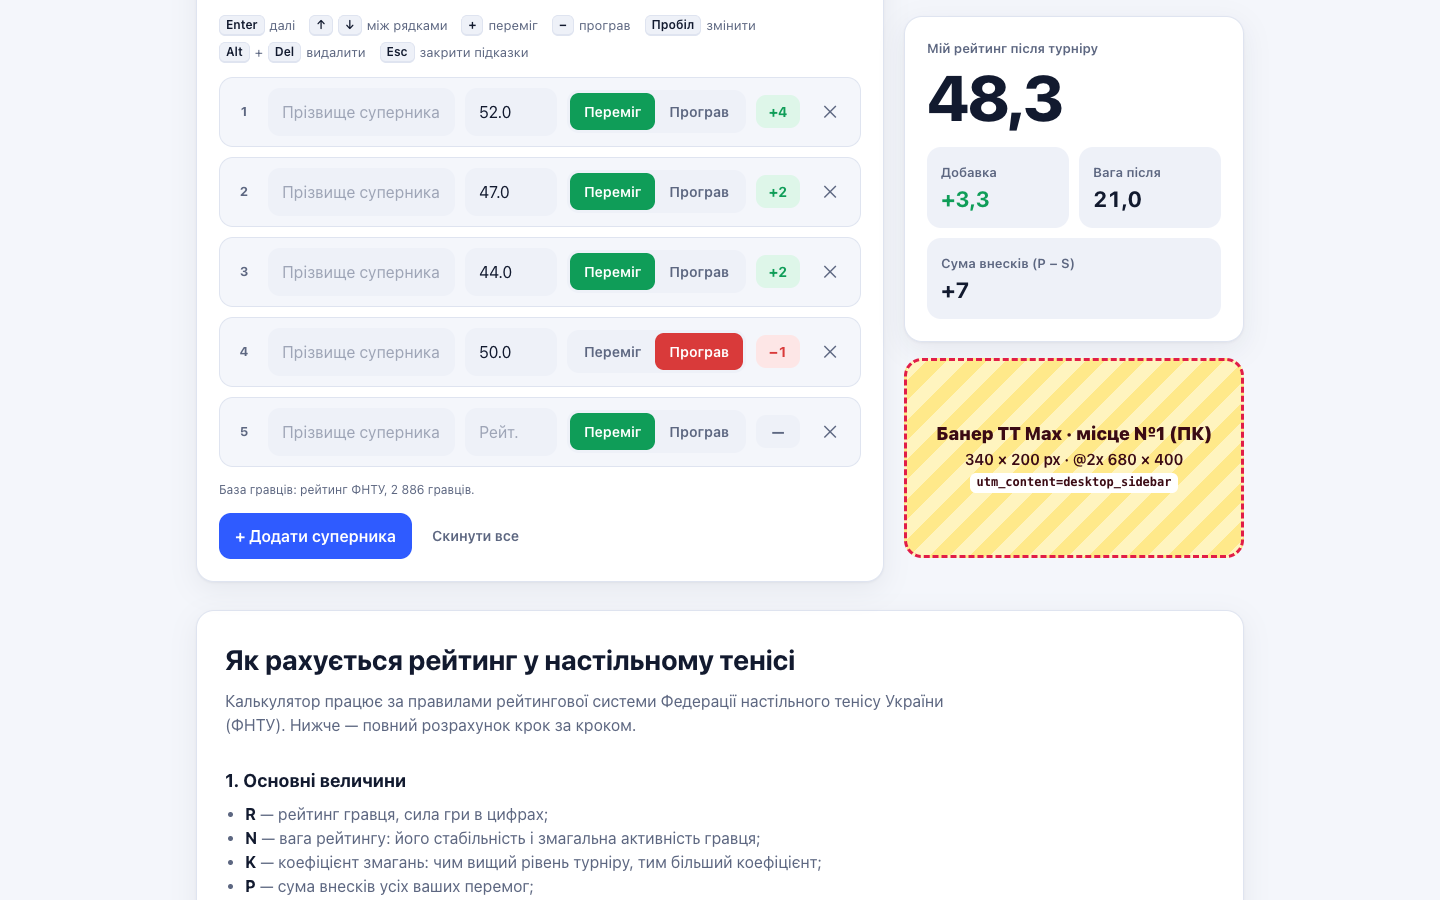 Enter далі ↑ ↓ між рядками + переміг − програв Пробіл змінити
Alt + Del видалити Esc закрити підказки
1 Прізвище суперника 52.0 Переміг Програв +4 ×
2 Прізвище суперника 47.0 Переміг Програв +2 ×
3 Прізвище суперника 44.0 Переміг Програв +2 ×
4 Прізвище суперника 50.0 Переміг Програв −1 ×
5 Прізвище суперника Рейт. Переміг Програв — ×
База гравців: рейтинг ФНТУ, 2 886 гравців.
+ Додати суперника Скинути все
Мій рейтинг після турніру
48,3
Добавка Вага після
+3,3 21,0
Сума внесків (P − S)
+7
Банер TT Max · місце №1 (ПК)
340 × 200 px · @2x 680 × 400
utm_content=desktop_sidebar
Як рахується рейтинг у настільному тенісі
Калькулятор працює за правилами рейтингової системи Федерації настільного тенісу України
(ФНТУ). Нижче — повний розрахунок крок за кроком.
1. Основні величини
• R — рейтинг гравця, сила гри в цифрах;
• N — вага рейтингу: його стабільність і змагальна активність гравця;
• K — коефіцієнт змагань: чим вищий рівень турніру, тим більший коефіцієнт;
• P — сума внесків усіх ваших перемог;